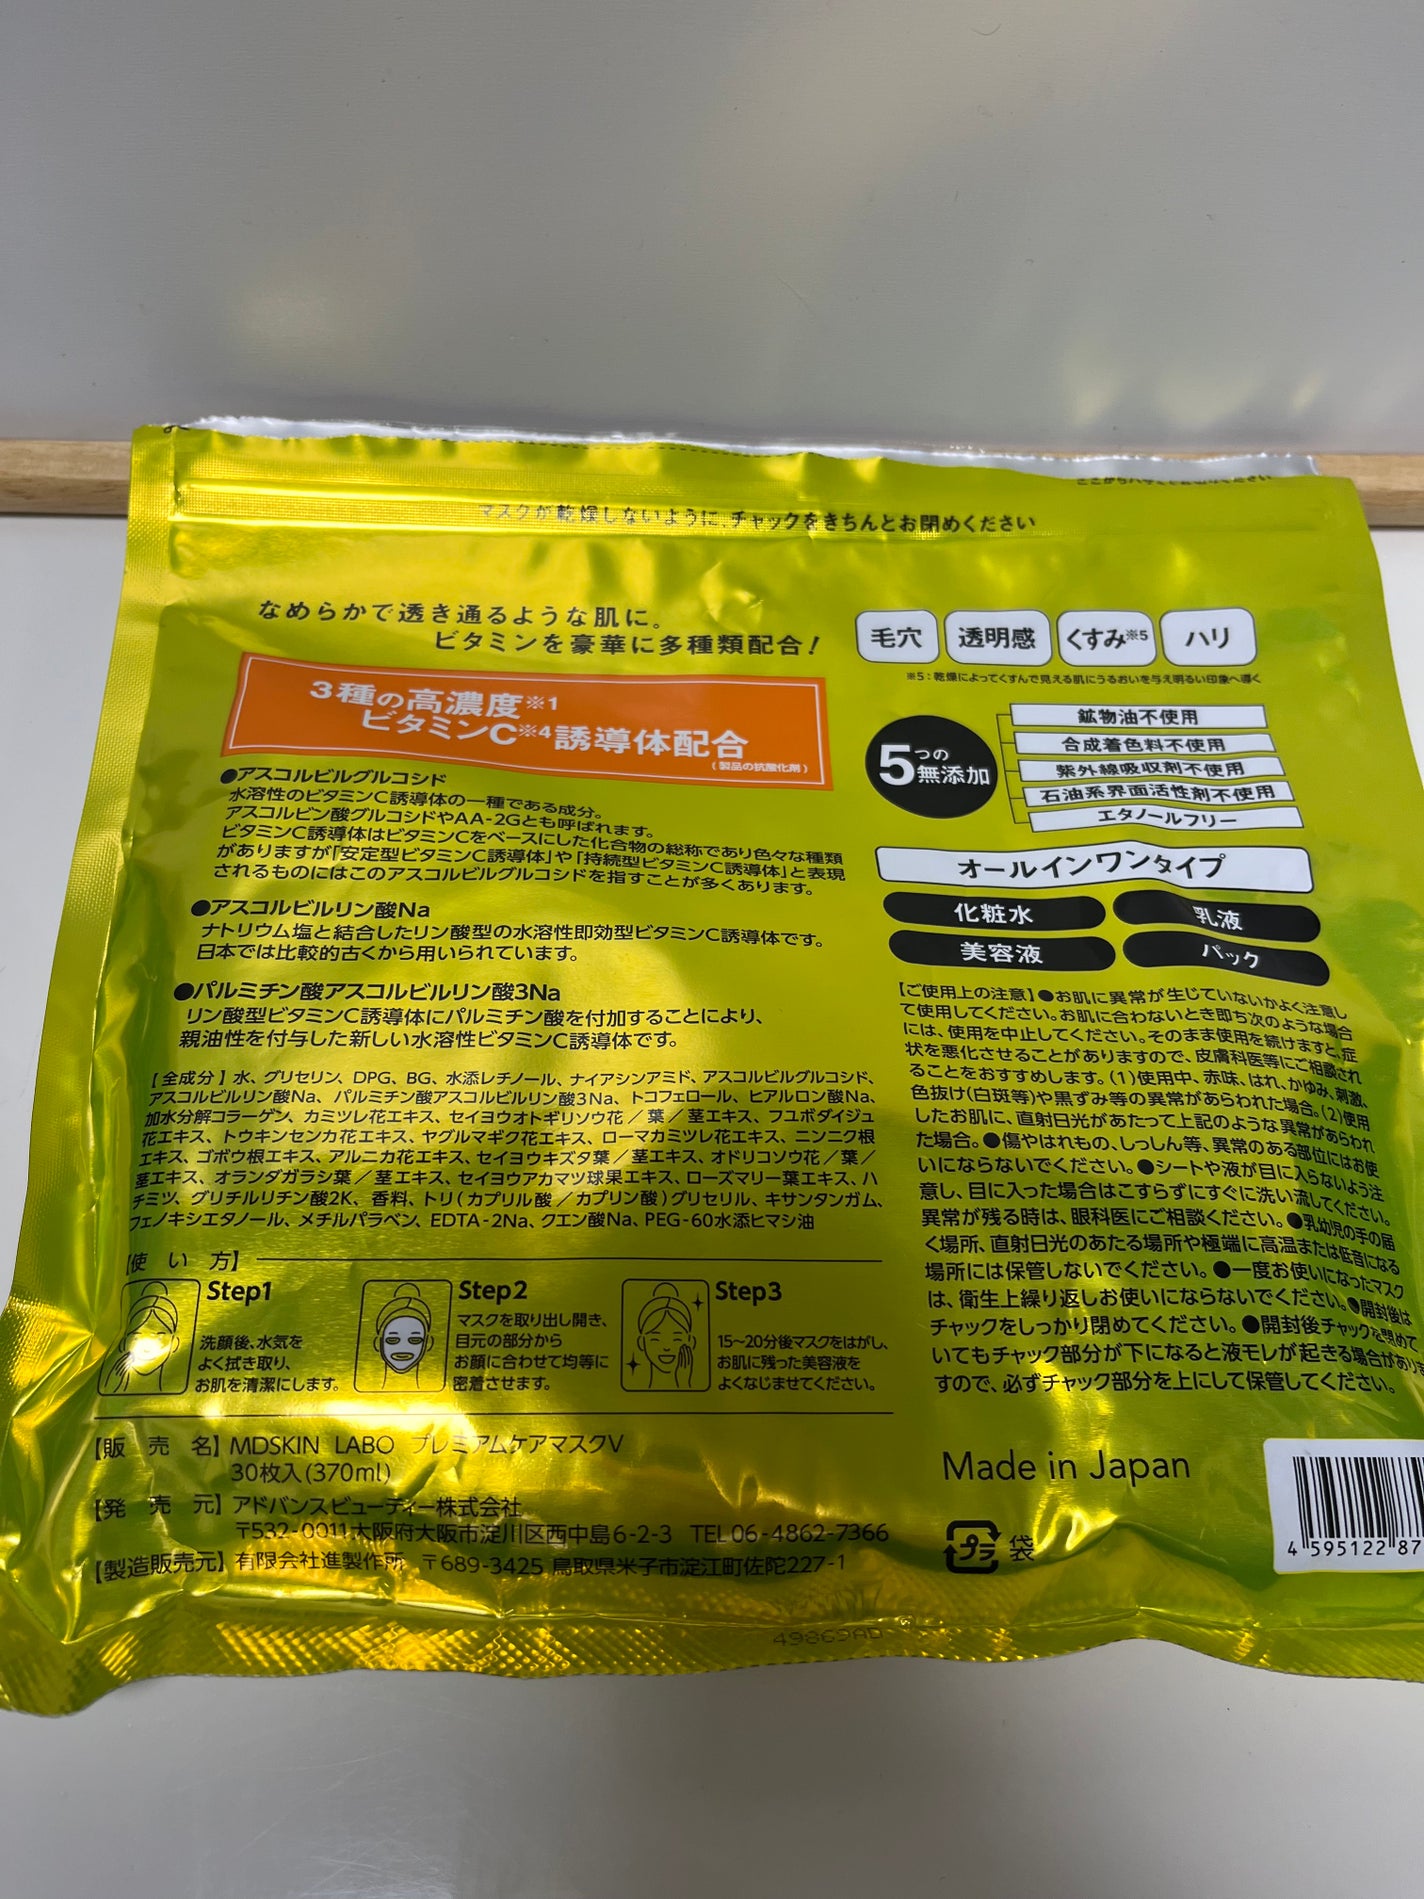 ここからハサミでお切りください
マスクが乾燥しないように、チャックをきちんとお閉めください
なめらかで透き通るような肌に。
ビタミンを豪華に多種類配合！
3種の高濃度※1
ビタミンC※4誘導体配合
(製品の抗酸化剤)
●アスコルビルグルコシド
水溶性のビタミンC誘導体の一種である成分。
アスコルビン酸グルコシドやAA-2Gとも呼ばれます。
ビタミンC誘導体はビタミンCをベースにした化合物の総称であり色々な種類
がありますが「安定型ビタミンC誘導体」や「持続型ビタミンC誘導体」と表現
されるものにはこのアスコルビルグルコシドを指すことが多くあります。
●アスコルビルリン酸Na
ナトリウム塩と結合したリン酸型の水溶性即効型ビタミンC誘導体です。
日本では比較的古くから用いられています。
●パルミチン酸アスコルビルリン酸3Na
リン酸型ビタミンC誘導体にパルミチン酸を付加することにより、
親油性を付与した新しい水溶性ビタミンC誘導体です。
【全成分】水、グリセリン、DPG、BG、水添レチノール、ナイアシンアミド、アスコルビルグルコシド、
アスコルビルリン酸Na、パルミチン酸アスコルビルリン酸3Na、トコフェロール、ヒアルロン酸Na、
加水分解コラーゲン、カミツレ花エキス、セイヨウオトギリソウ花／葉／茎エキス、フユボダイジュ
花エキス、トウキンセンカ花エキス、ヤグルマギク花エキス、ローマカミツレ花エキス、ニンニク根
エキス、ゴボウ根エキス、アルニカ花エキス、セイヨウキズタ葉／茎エキス、オドリコソウ花／葉／
茎エキス、オランダガラシ葉／茎エキス、セイヨウアカマツ球果エキス、ローズマリー葉エキス、ハ
チミツ、グリチルリチン酸2K、香料、トリ(カプリル酸／カプリン酸)グリセリル、キサンタンガム、
フェノキシエタノール、メチルパラベン、EDTA-2Na、クエン酸Na、PEG-60水添ヒマシ油
【使い方】
Step1
洗顔後、水気を
よく拭き取り、
お肌を清潔にします。
Step2
マスクを取り出し開き、
目元の部分から
お顔に合わせて均等に
密着させます。
Step3
15～20分後マスクをはがし、
お肌に残った美容液を
よくなじませてください。
【販売名】MDSKIN LABO プレミアムケアマスクV
30枚入(370ml)
【発売元】アドバンスビューティー株式会社
〒532-0011大阪府大阪市淀川区西中島6-2-3 TEL06-4862-7366
【製造販売元】有限会社進製作所 〒689-3425 鳥取県米子市淀江町佐陀227-1
49869AD
毛穴
透明感
くすみ※5
ハリ
※5：乾燥によってくすんで見える肌にうるおいを与え明るい印象へ導く
5つの無添加
鉱物油不使用
合成着色料不使用
紫外線吸収剤不使用
石油系界面活性剤不使用
エタノールフリー
オールインワンタイプ
化粧水
乳液
美容液
パック
【ご使用上の注意】●お肌に異常が生じていないかよく注意し
て使用してください。お肌に合わないとき即ち次のような場合
には、使用を中止してください。そのまま使用を続けますと、症
状を悪化させることがありますので、皮膚科医等にご相談され
ることをおすすめします。(1)使用中、赤味、はれ、かゆみ、刺激、
色抜け(白斑等)や黒ずみ等の異常があらわれた場合。(2)使用
したお肌に、直射日光があたって上記のような異常があらわれ
た場合。●傷やはれもの、しっしん等、異常のある部位にはお使
いにならないでください。●シートや液が目に入らないよう注
意し、目に入った場合はこすらずにすぐに洗い流してください。
異常が残る時は、眼科医にご相談ください。●乳幼児の手の届
く場所、直射日光のあたる場所や極端に高温または低音になる
場所には保管しないでください。●一度お使いになったマスク
は、衛生上繰り返しお使いにならないでください。●開封後は
チャックをしっかり閉めてください。●開封後チャックを閉めて
いてもチャック部分が下になると液モレが起きる場合がありま
すので、必ずチャック部分を上にして保管してください。
Made in Japan
プラ
袋
4 595122 87